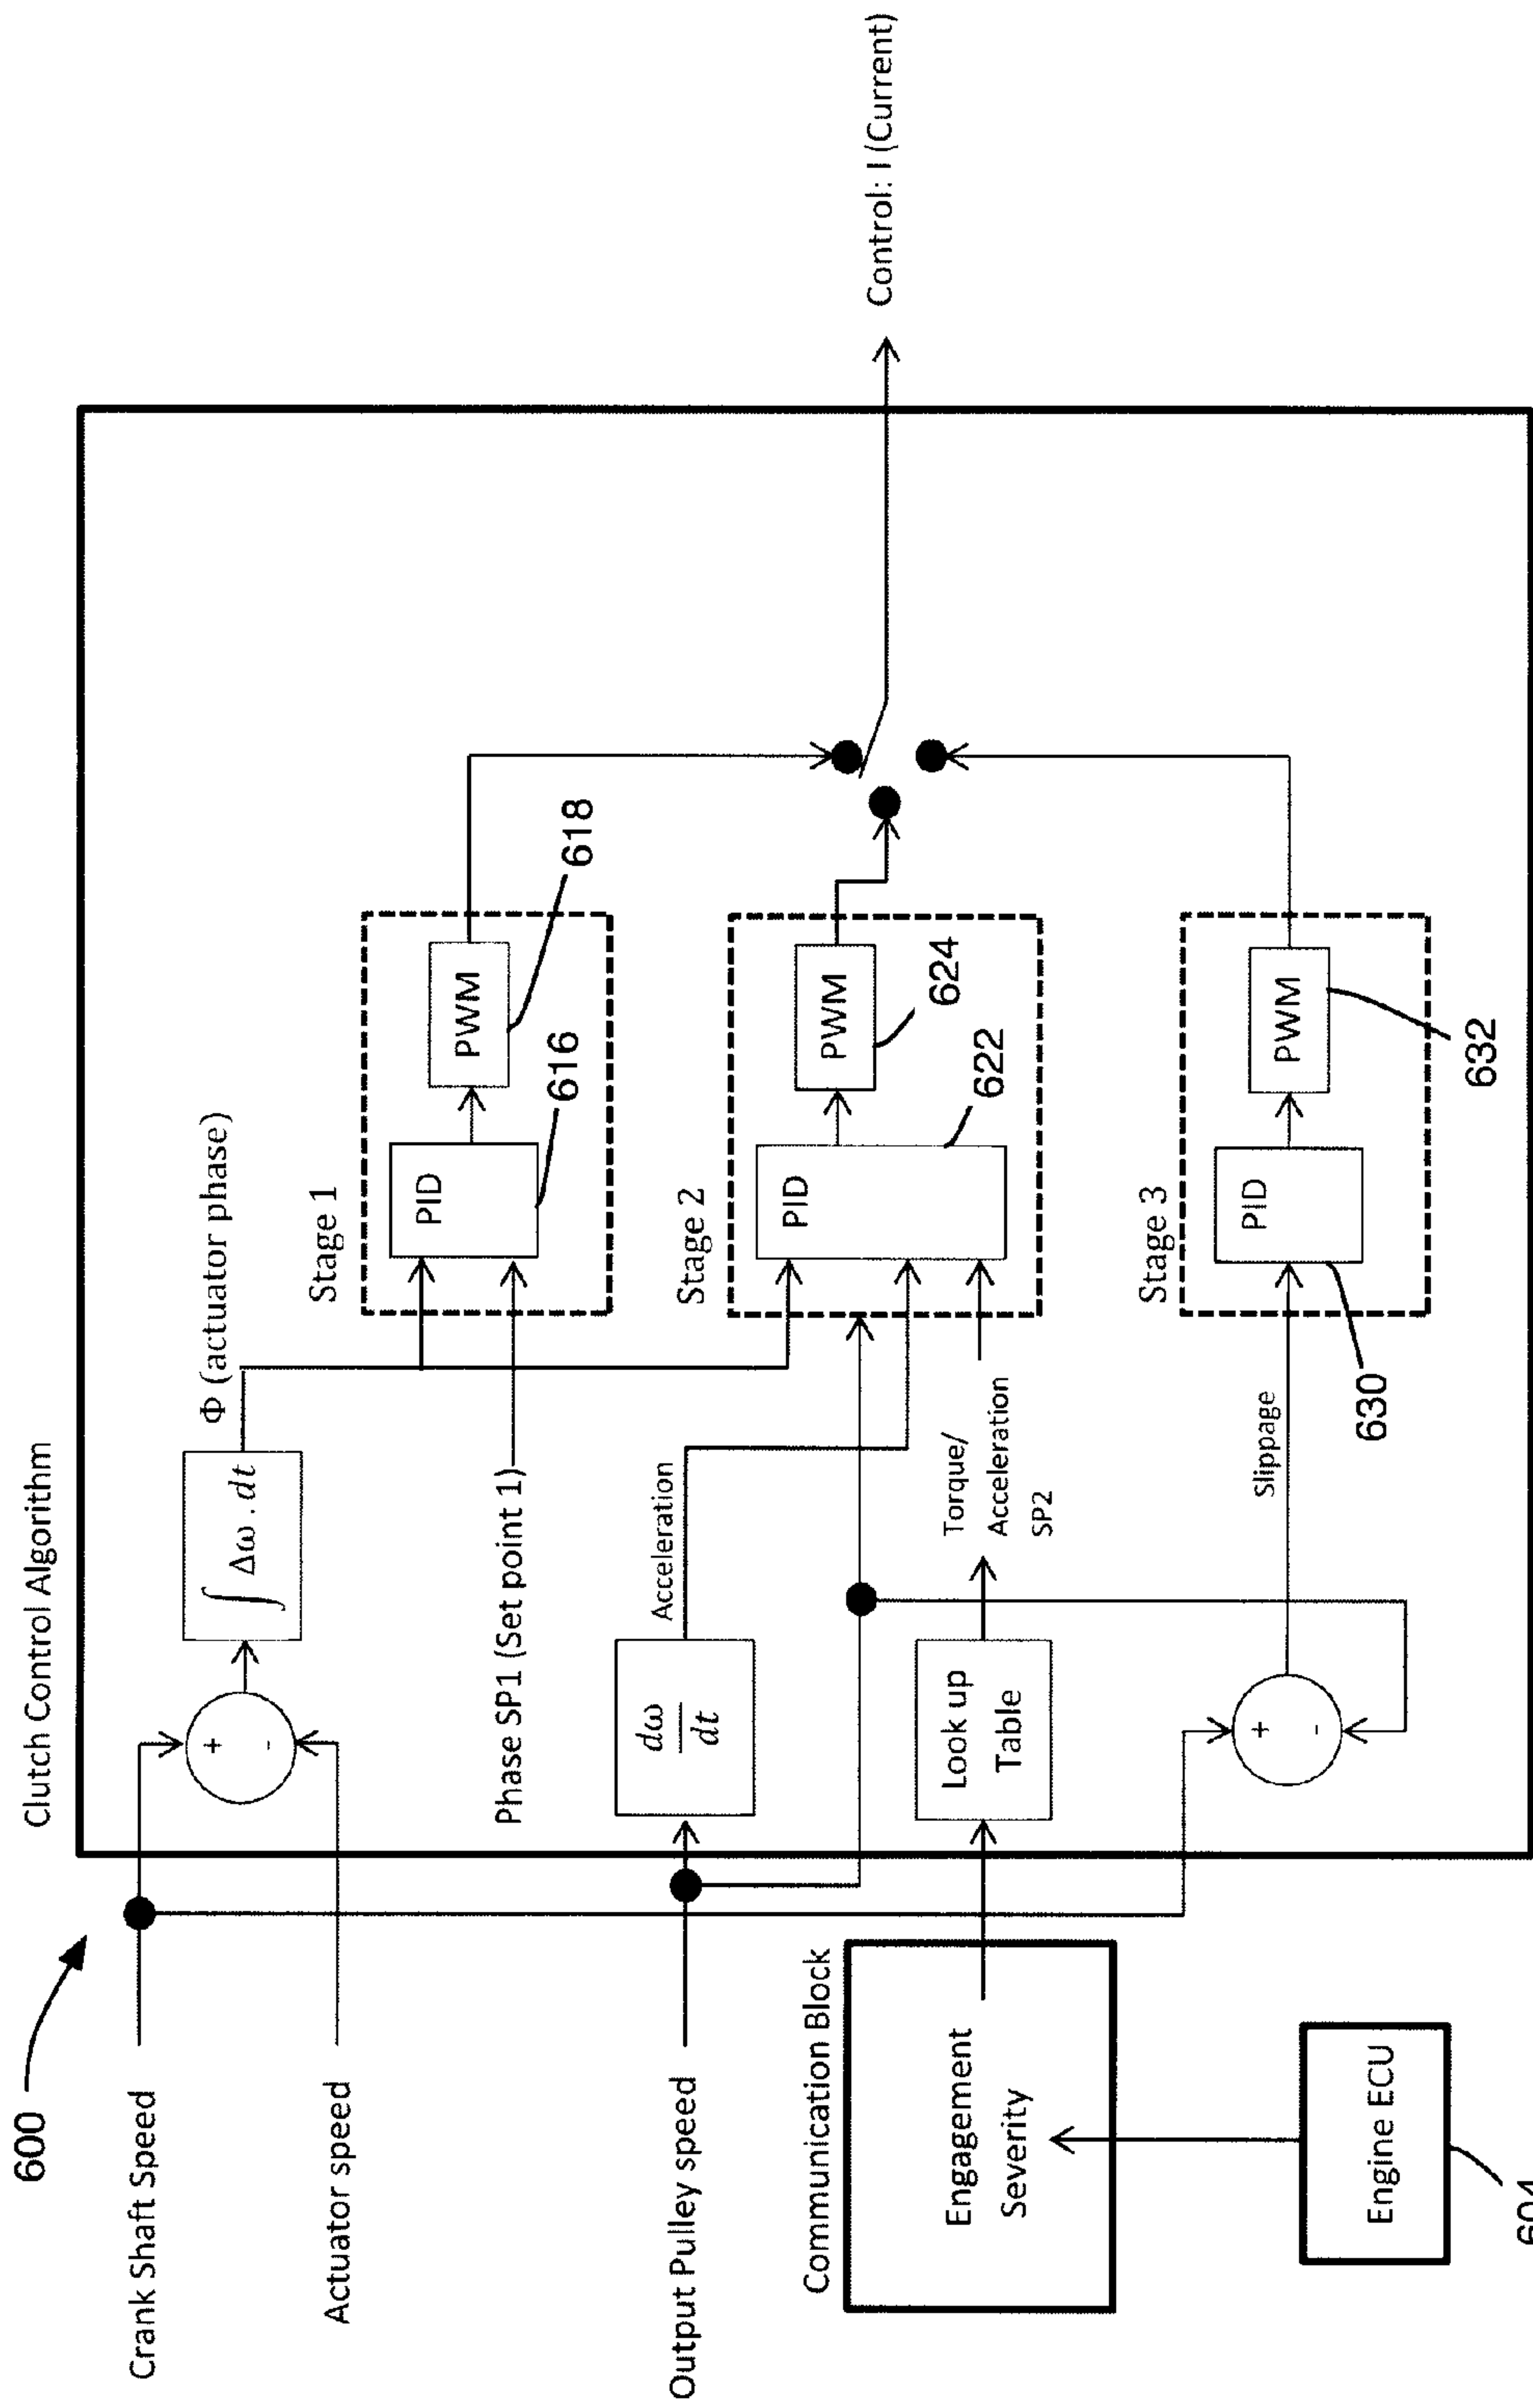 600
Clutch Control Algorithm
Crank Shaft Speed
Actuator speed
+
-
∫ Δω . dt
Φ (actuator phase)
Phase SP1 (Set point 1)
Stage 1
PID
PWM
616
618
Output Pulley speed
dω
dt
Acceleration
Stage 2
PID
PWM
622
624
Control: I (Current)
Communication Block
Engagement
Severity
Look up
Table
Torque/
Acceleration
SP2
Engine ECU
604
+
-
Slippage
Stage 3
PID
PWM
630
632